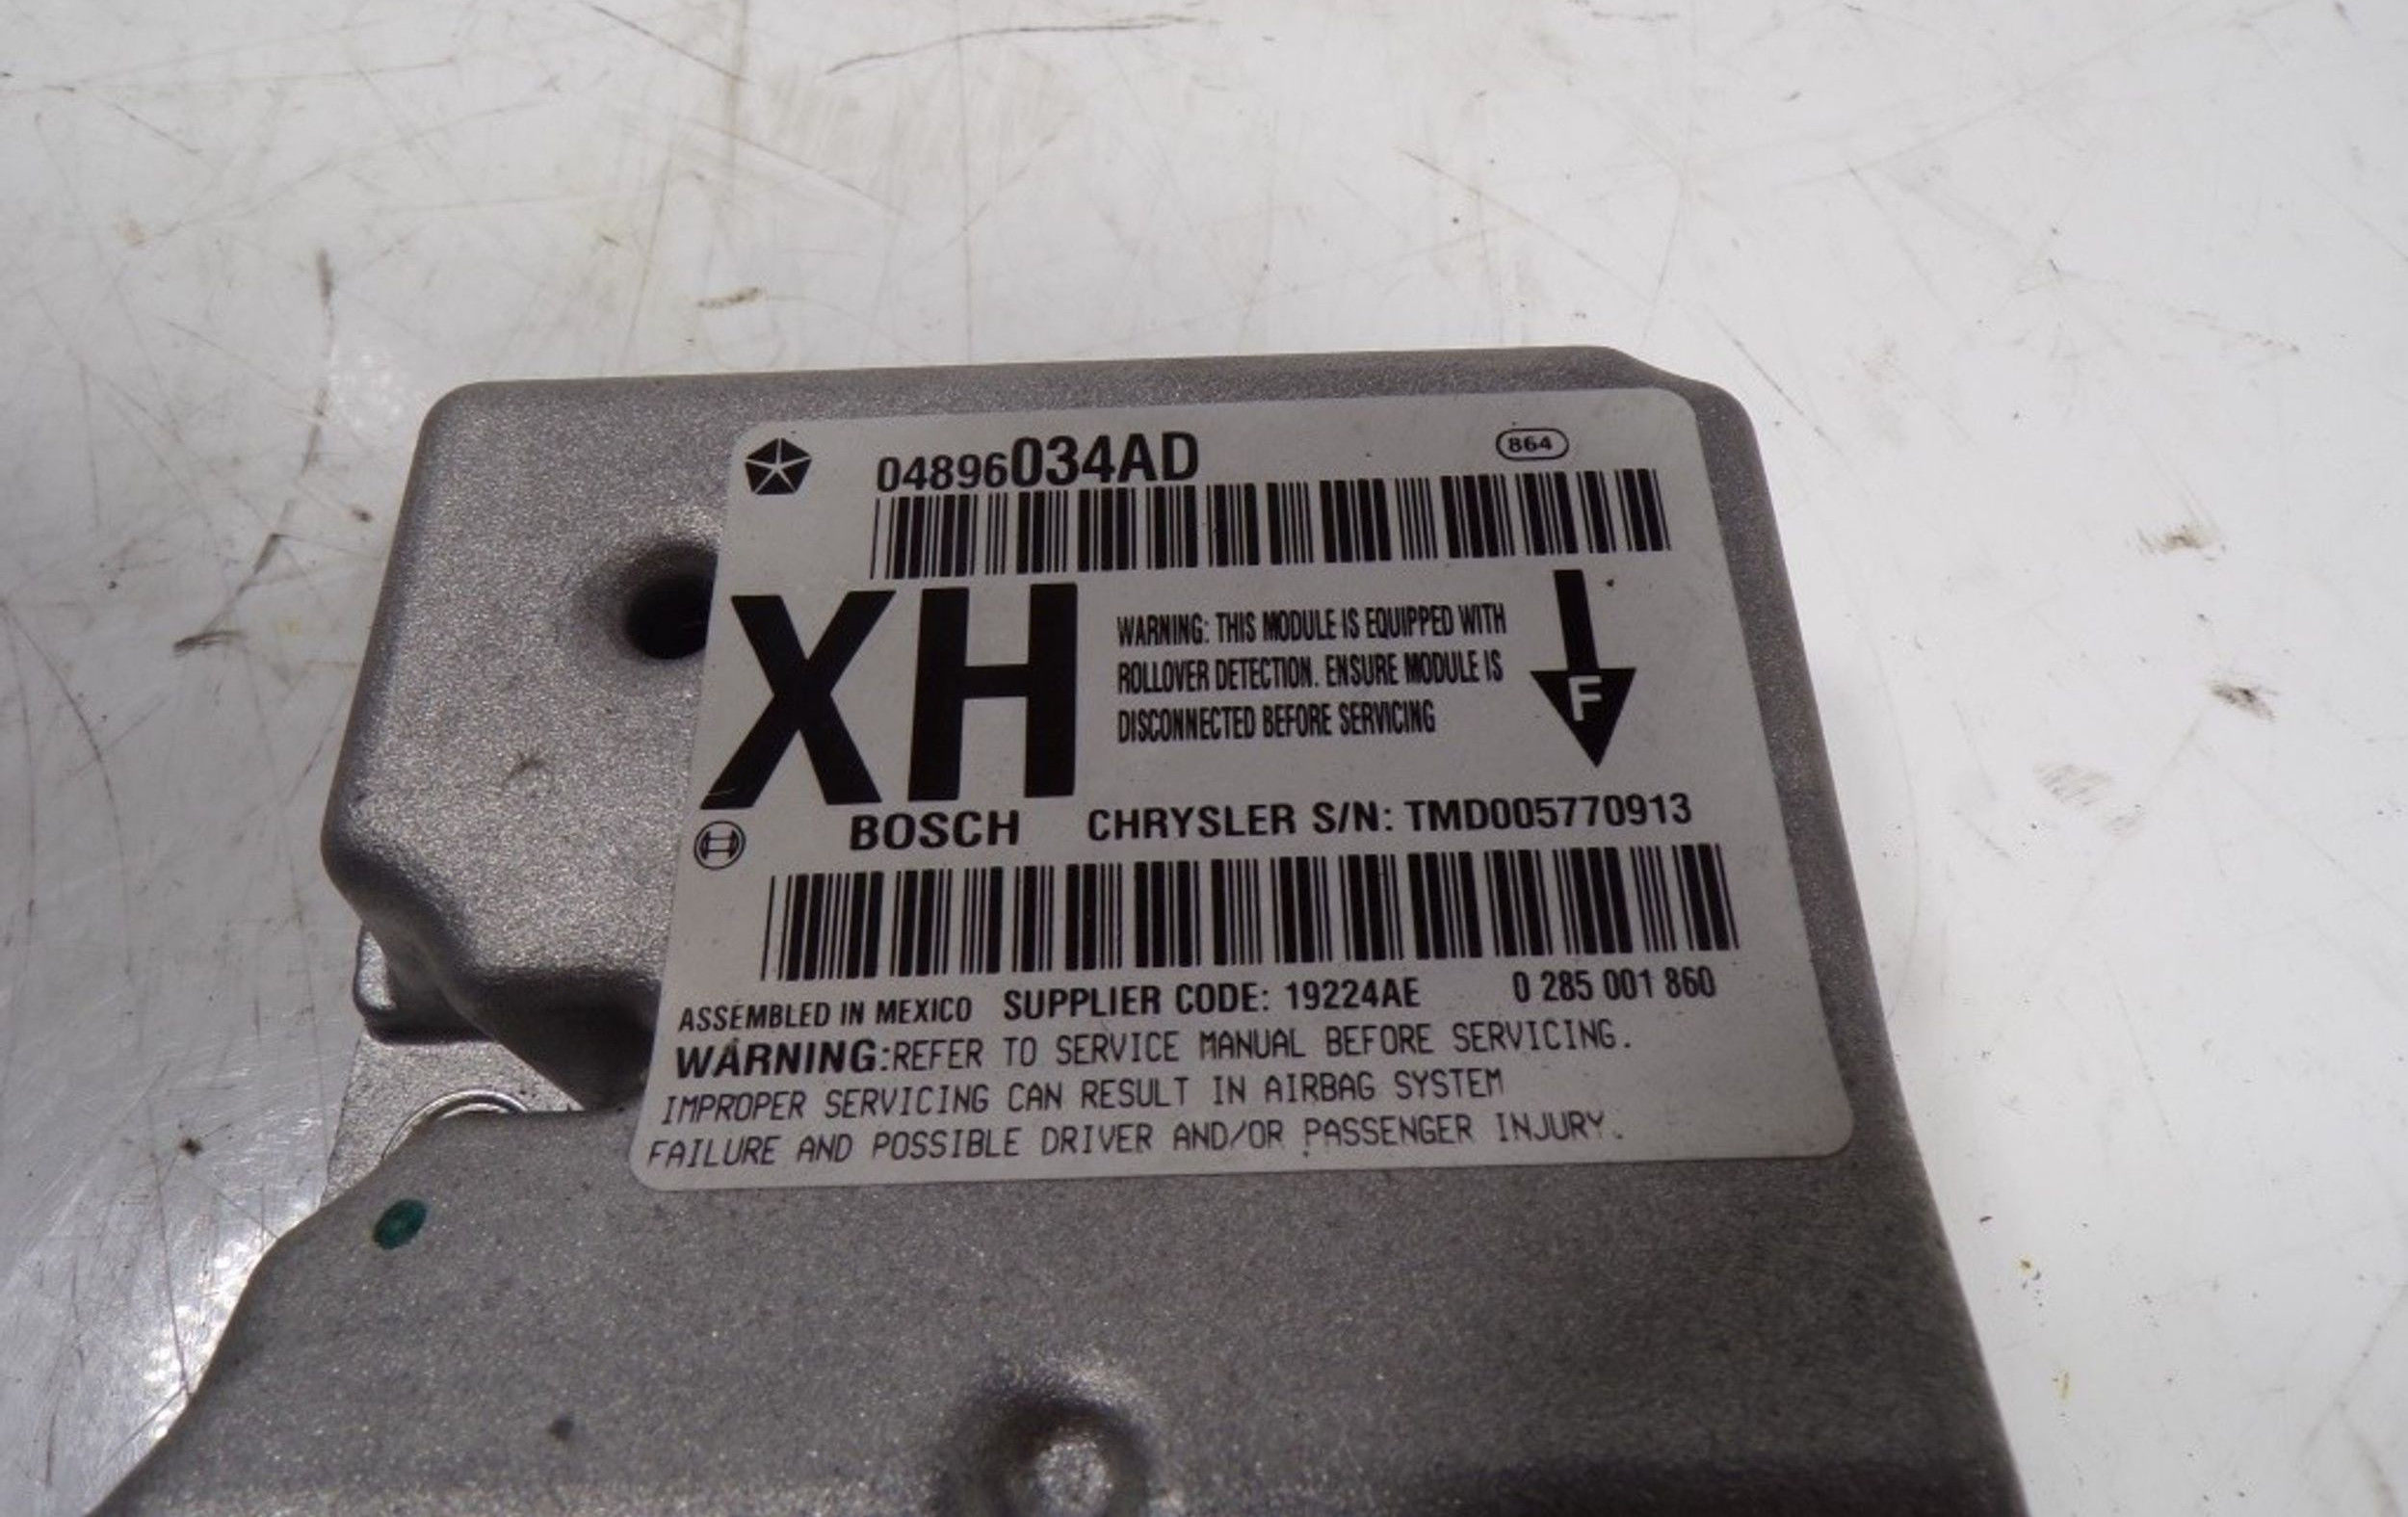 04896034AD
864
XH
WARNING: THIS MODULE IS EQUIPPED WITH
ROLLOVER DETECTION. ENSURE MODULE IS
DISCONNECTED BEFORE SERVICING
F
BOSCH CHRYSLER S/N: TMD005770913
ASSEMBLED IN MEXICO SUPPLIER CODE: 19224AE 0 285 001 860
WARNING:REFER TO SERVICE MANUAL BEFORE SERVICING.
IMPROPER SERVICING CAN RESULT IN AIRBAG SYSTEM
FAILURE AND POSSIBLE DRIVER AND/OR PASSENGER INJURY.